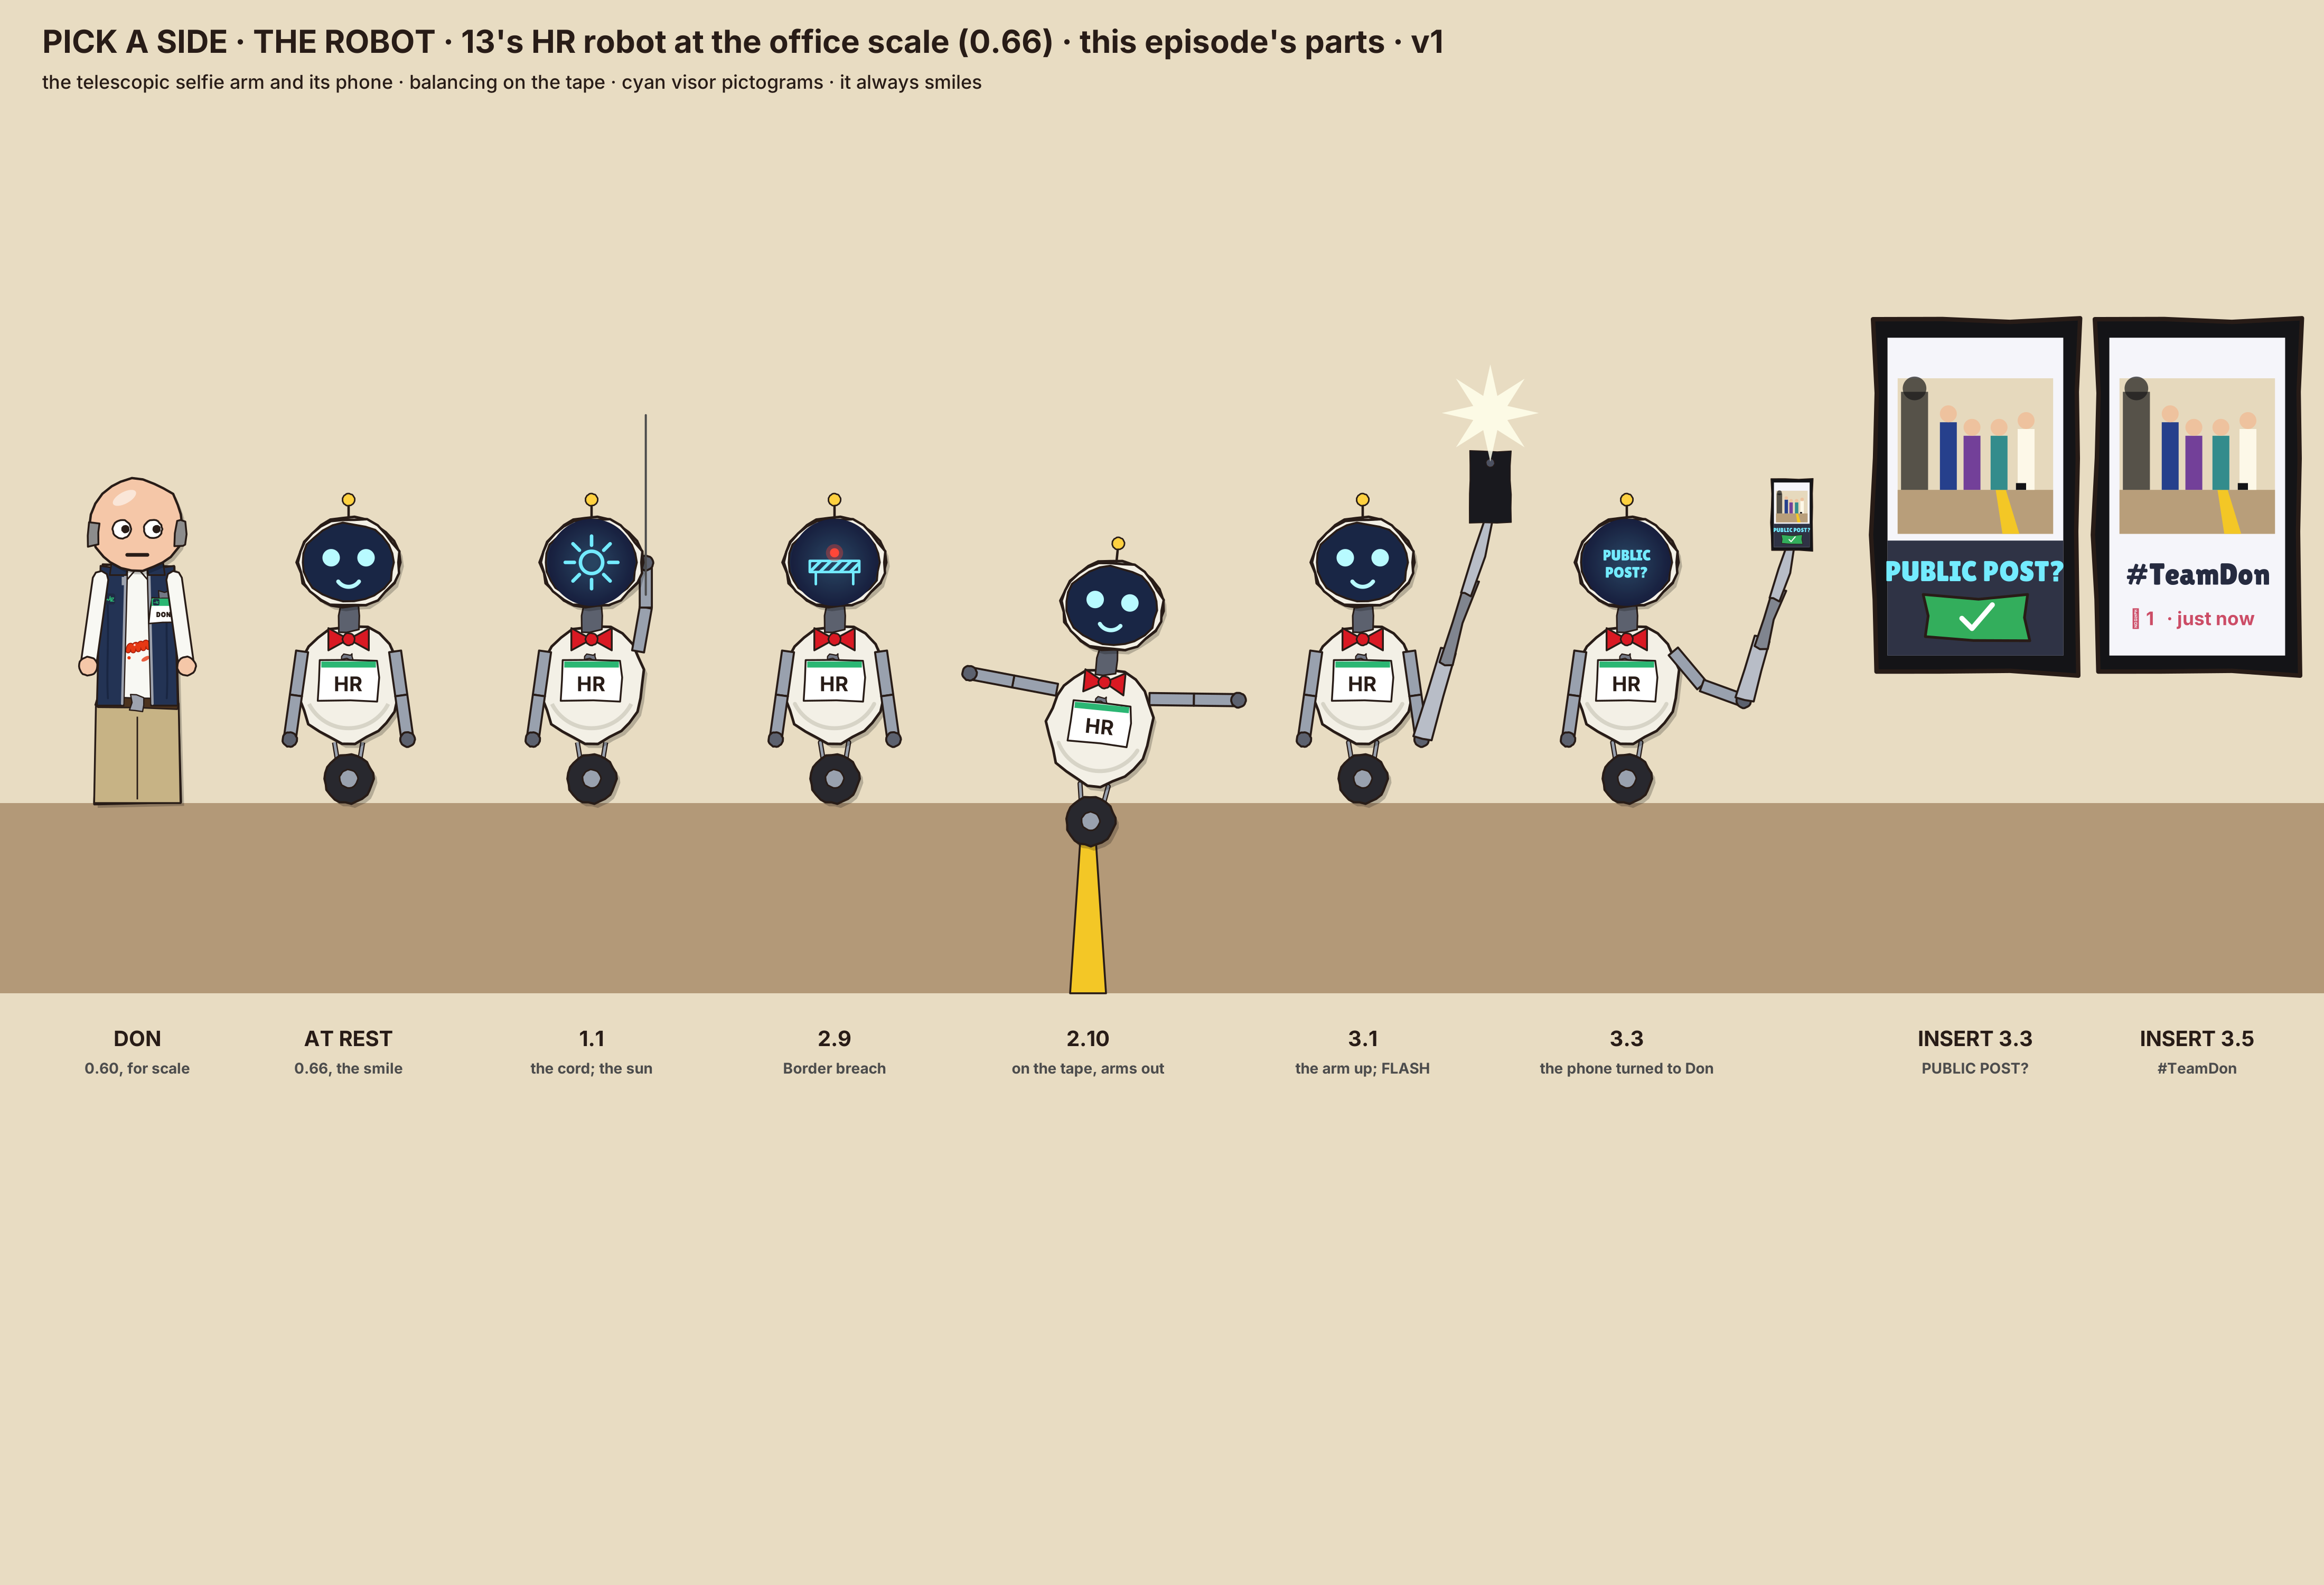 PICK A SIDE · THE ROBOT · 13's HR robot at the office scale (0.66) · this episode's parts · v1
the telescopic selfie arm and its phone · balancing on the tape · cyan visor pictograms · it always smiles
DON
HR
HR
HR
HR
HR
PUBLIC
POST?
HR
PUBLIC POST?
PUBLIC POST?
#TeamDon
1 · just now
DON
0.60, for scale
AT REST
0.66, the smile
1.1
the cord; the sun
2.9
Border breach
2.10
on the tape, arms out
3.1
the arm up; FLASH
3.3
the phone turned to Don
INSERT 3.3
PUBLIC POST?
INSERT 3.5
#TeamDon